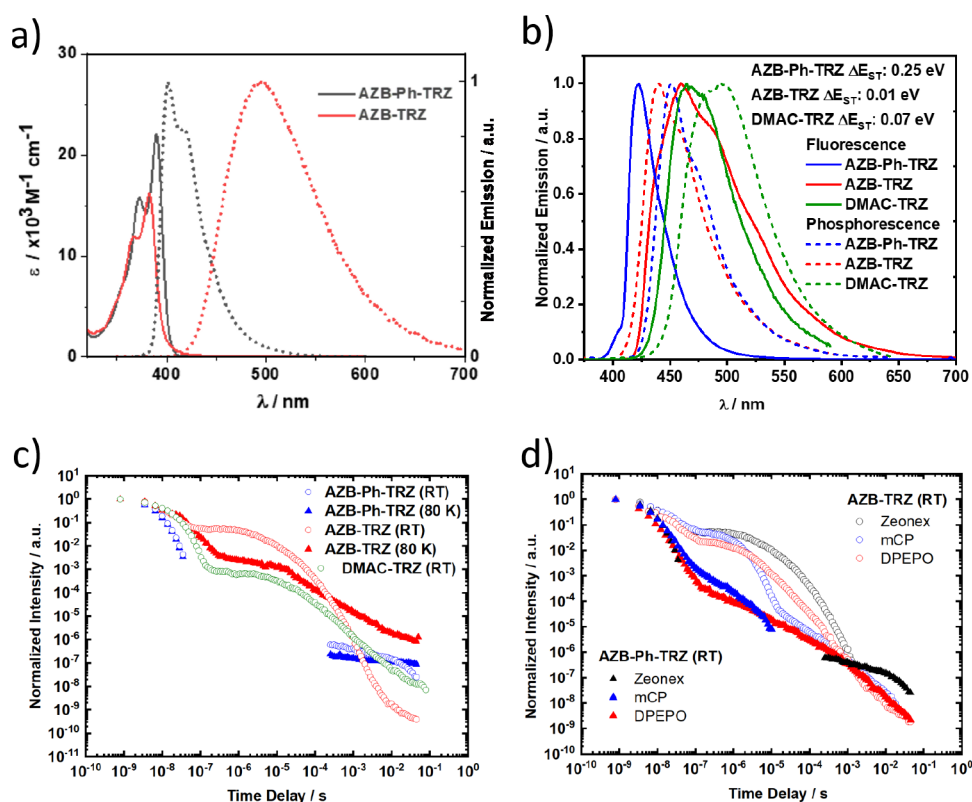 a)
30
25
20
15
10
5
0
ε / x10³ M⁻¹ cm⁻¹
AZB-Ph-TRZ
AZB-TRZ
1
0
Normalized Emission / a.u.
400
500
600
700
λ / nm
b)
AZB-Ph-TRZ ΔE_ST: 0.25 eV
AZB-TRZ ΔE_ST: 0.01 eV
DMAC-TRZ ΔE_ST: 0.07 eV
Fluorescence
AZB-Ph-TRZ
AZB-TRZ
DMAC-TRZ
Phosphorescence
AZB-Ph-TRZ
AZB-TRZ
DMAC-TRZ
1.0
0.8
0.6
0.4
0.2
0.0
Normalized Emission / a.u.
400
450
500
550
600
650
700
λ / nm
c)
10¹
10⁰
10⁻¹
10⁻²
10⁻³
10⁻⁴
10⁻⁵
10⁻⁶
10⁻⁷
10⁻⁸
10⁻⁹
10⁻¹⁰
10⁻¹¹
Normalized Intensity / a.u.
AZB-Ph-TRZ (RT)
AZB-Ph-TRZ (80 K)
AZB-TRZ (RT)
AZB-TRZ (80 K)
DMAC-TRZ (RT)
10⁻¹⁰ 10⁻⁹ 10⁻⁸ 10⁻⁷ 10⁻⁶ 10⁻⁵ 10⁻⁴ 10⁻³ 10⁻² 10⁻¹ 10⁰
Time Delay / s
d)
10¹
10⁰
10⁻¹
10⁻²
10⁻³
10⁻⁴
10⁻⁵
10⁻⁶
10⁻⁷
10⁻⁸
10⁻⁹
10⁻¹⁰
Normalized Intensity / a.u.
AZB-TRZ (RT)
Zeonex
mCP
DPEPO
AZB-Ph-TRZ (RT)
Zeonex
mCP
DPEPO
10⁻¹⁰ 10⁻⁹ 10⁻⁸ 10⁻⁷ 10⁻⁶ 10⁻⁵ 10⁻⁴ 10⁻³ 10⁻² 10⁻¹ 10⁰
Time Delay / s